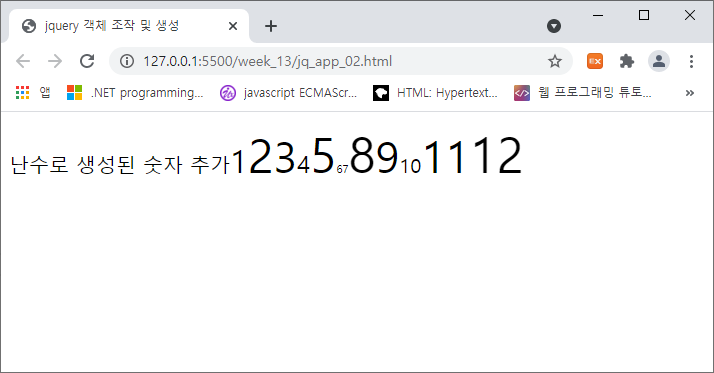 jquery 객체 조작 및 생성
127.0.0.1:5500/week_13/jq_app_02.html
앱 .NET programming... javascript ECMAScr... HTML: Hypertext... 웹 프로그래밍 튜토...
난수로 생성된 숫자 추가123456789101112